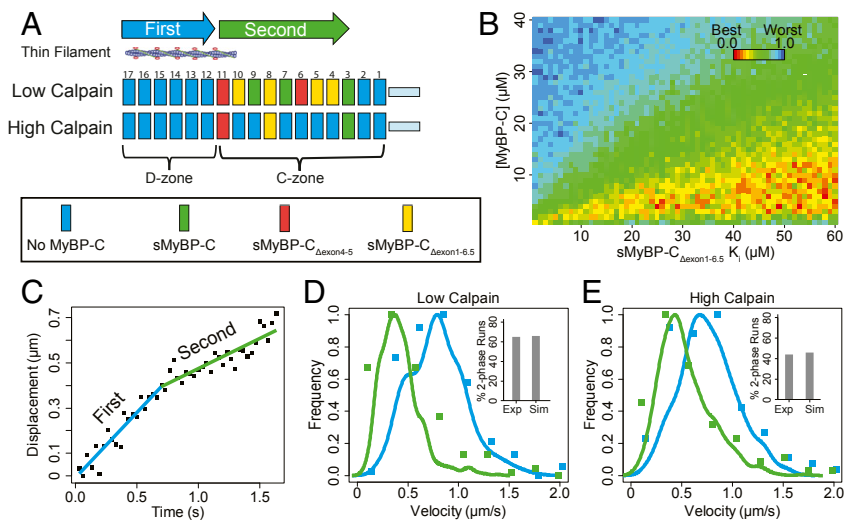 A
First
Second
Thin Filament
17 16 15 14 13 12 11 10 9 8 7 6 5 4 3 2 1
Low Calpain
High Calpain
D-zone
C-zone
No MyBP-C
sMyBP-C
sMyBP-CΔexon4-5
sMyBP-CΔexon1-6.5
B
Best
Worst
0.0
1.0
[MyBP-C] (µM)
40
30
20
10
0 10 20 30 40 50 60
sMyBP-CΔexon1-6.5 Ki (µM)
C
Displacement (µm)
0.7
0.5
0.3
0.1
0
First
Second
0.0 0.5 1.0 1.5
Time (s)
D
Low Calpain
Frequency
1.0
0.8
0.6
0.4
0.2
0.0
% 2-phase Runs
80
60
40
20
0
Exp Sim
0 0.5 1.0 1.5 2.0
Velocity (µm/s)
E
High Calpain
Frequency
1.0
0.8
0.6
0.4
0.2
0.0
% 2-phase Runs
80
60
40
20
0
Exp Sim
0 0.5 1.0 1.5 2.0
Velocity (µm/s)